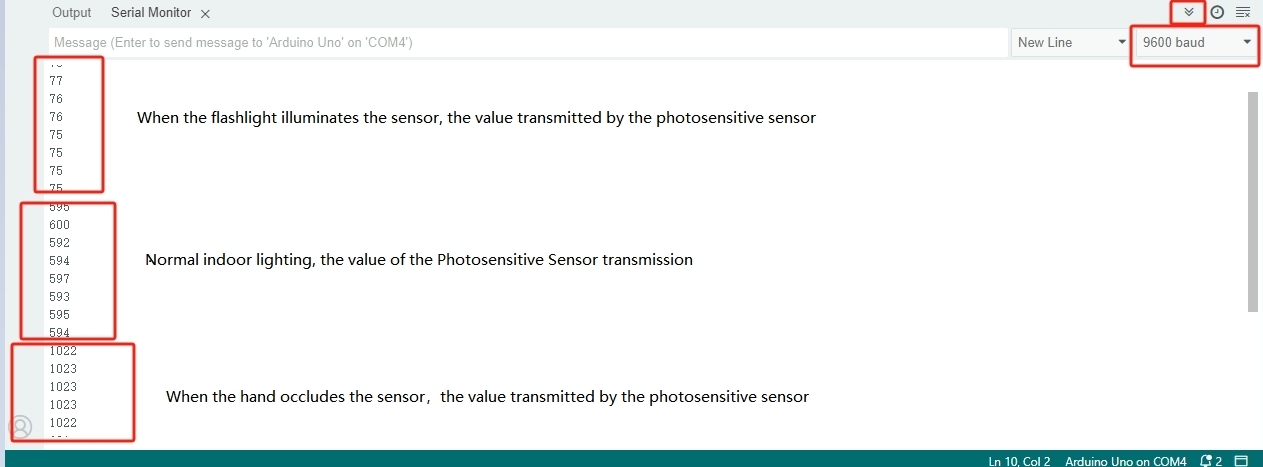 Output Serial Monitor ×
Message (Enter to send message to 'Arduino Uno' on 'COM4')
New Line 9600 baud
77
76
76
When the flashlight illuminates the sensor, the value transmitted by the photosensitive sensor
75
75
75
75
595
600
592
594
Normal indoor lighting, the value of the Photosensitive Sensor transmission
597
593
595
594
1022
1023
1023
When the hand occludes the sensor，the value transmitted by the photosensitive sensor
1023
1022
Ln 10, Col 2 Arduino Uno on COM4 2